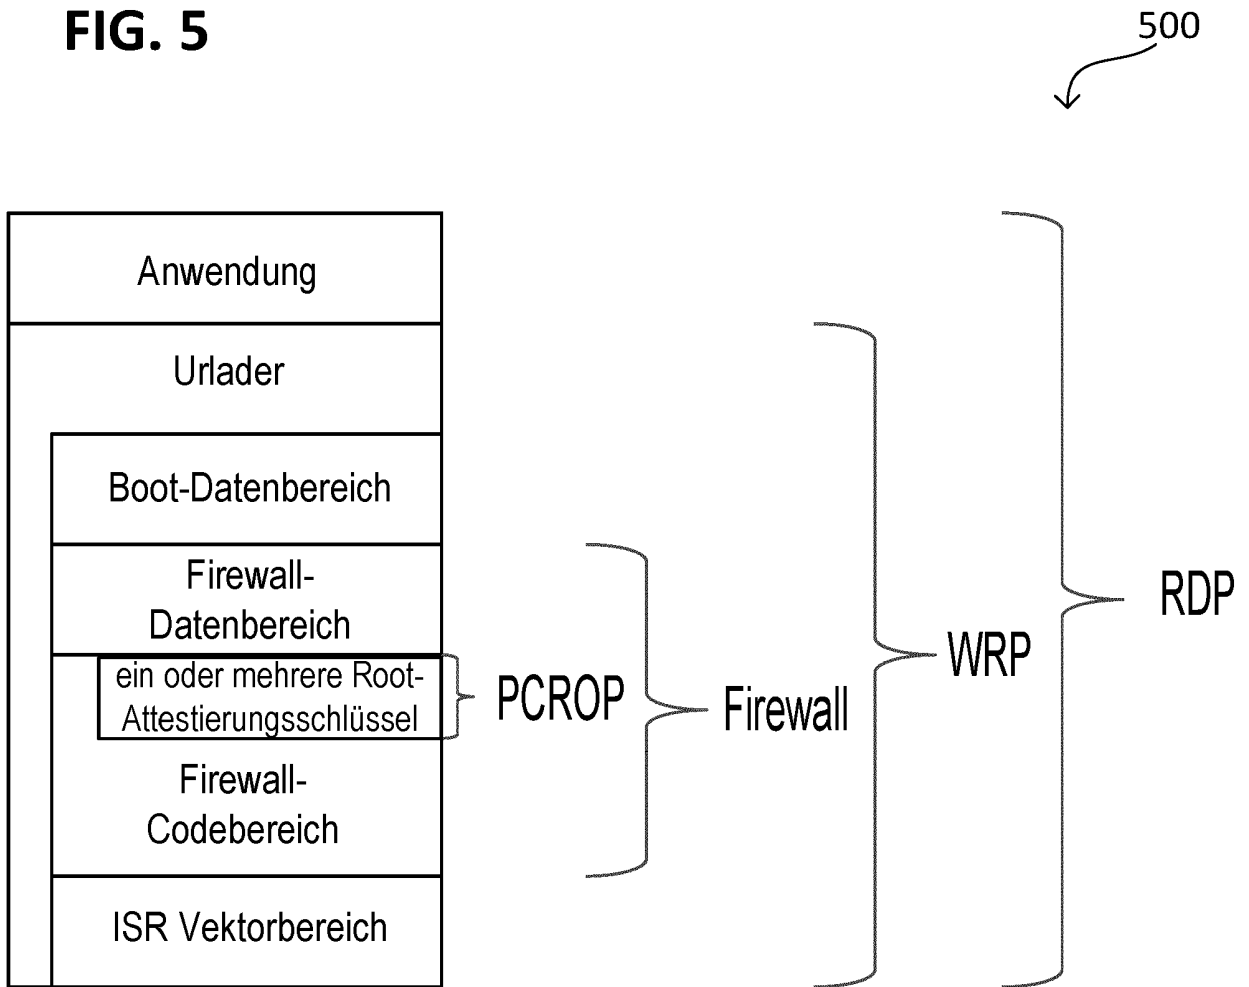 FIG. 5
500
Anwendung
Urlader
Boot-Datenbereich
Firewall-
Datenbereich
ein oder mehrere Root-
Attestierungsschlüssel
Firewall-
Codebereich
ISR Vektorbereich
PCROP
Firewall
WRP
RDP